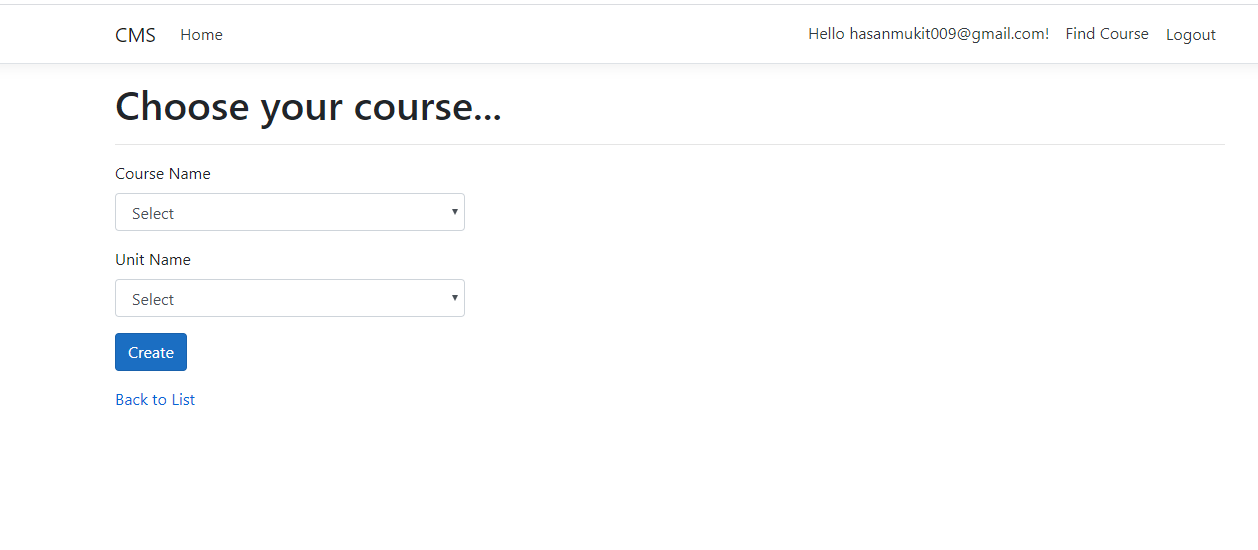 CMS Home Hello hasanmukit009@gmail.com! Find Course Logout
Choose your course...
Course Name
Select
Unit Name
Select
Create
Back to List